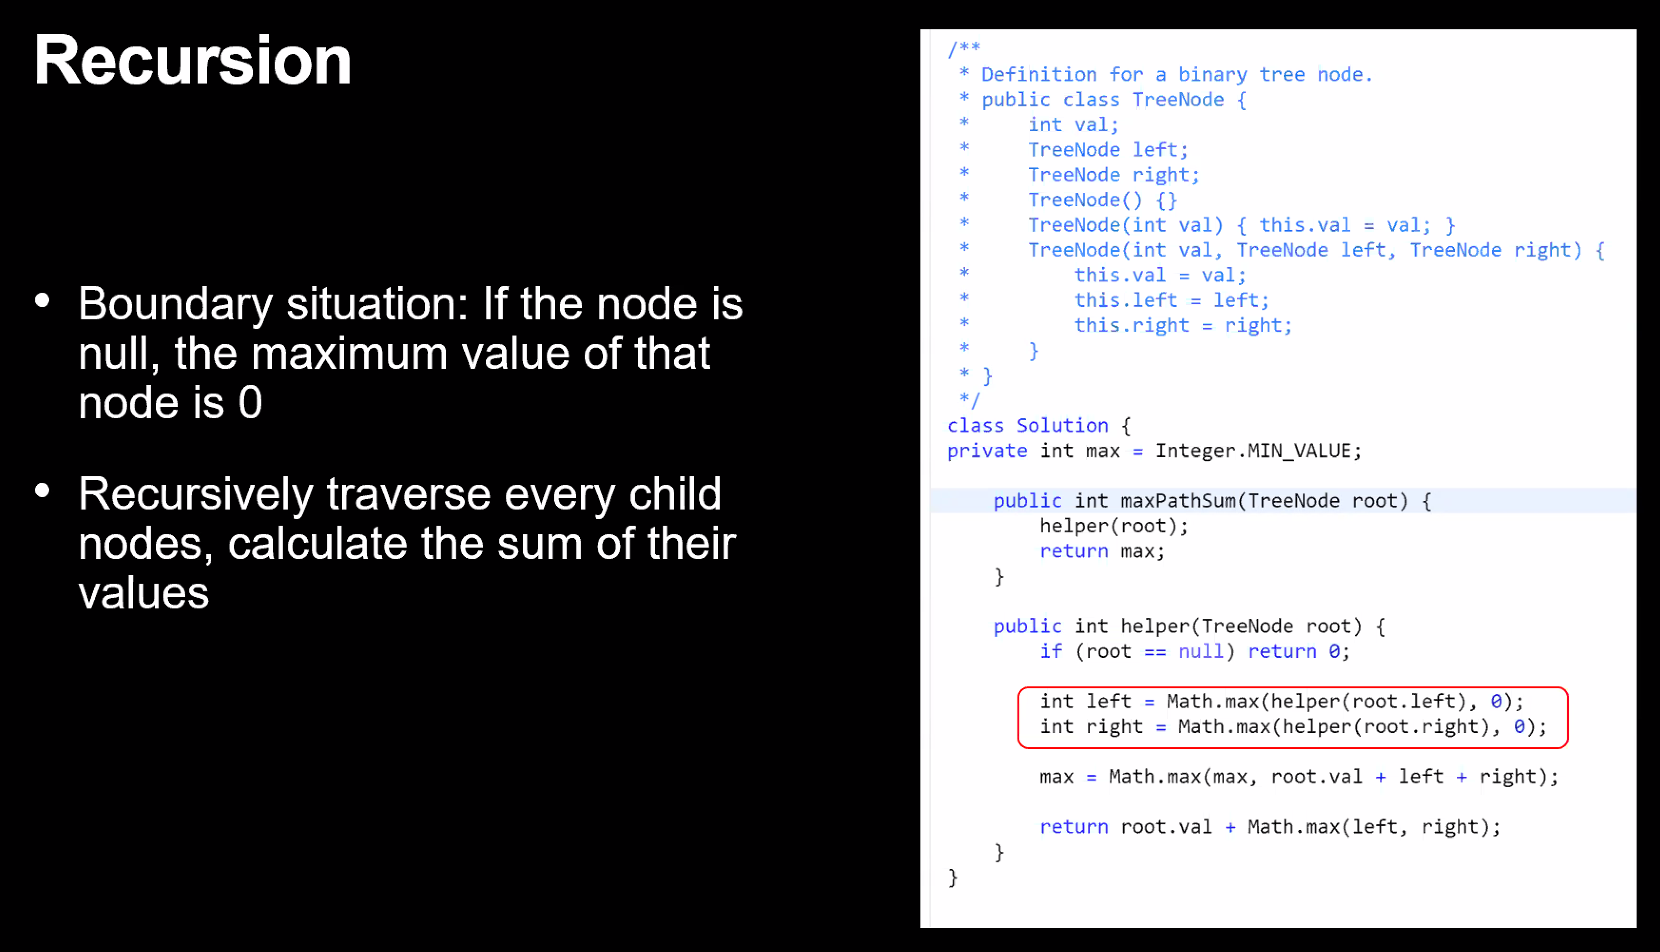 Recursion
• Boundary situation: If the node is
null, the maximum value of that
node is 0
• Recursively traverse every child
nodes, calculate the sum of their
values
/**
 * Definition for a binary tree node.
 * public class TreeNode {
 *     int val;
 *     TreeNode left;
 *     TreeNode right;
 *     TreeNode() {}
 *     TreeNode(int val) { this.val = val; }
 *     TreeNode(int val, TreeNode left, TreeNode right) {
 *         this.val = val;
 *         this.left = left;
 *         this.right = right;
 *     }
 * }
 */
class Solution {
private int max = Integer.MIN_VALUE;
    public int maxPathSum(TreeNode root) {
        helper(root);
        return max;
    }
    public int helper(TreeNode root) {
        if (root == null) return 0;
        int left = Math.max(helper(root.left), 0);
        int right = Math.max(helper(root.right), 0);
        max = Math.max(max, root.val + left + right);
        return root.val + Math.max(left, right);
    }
}